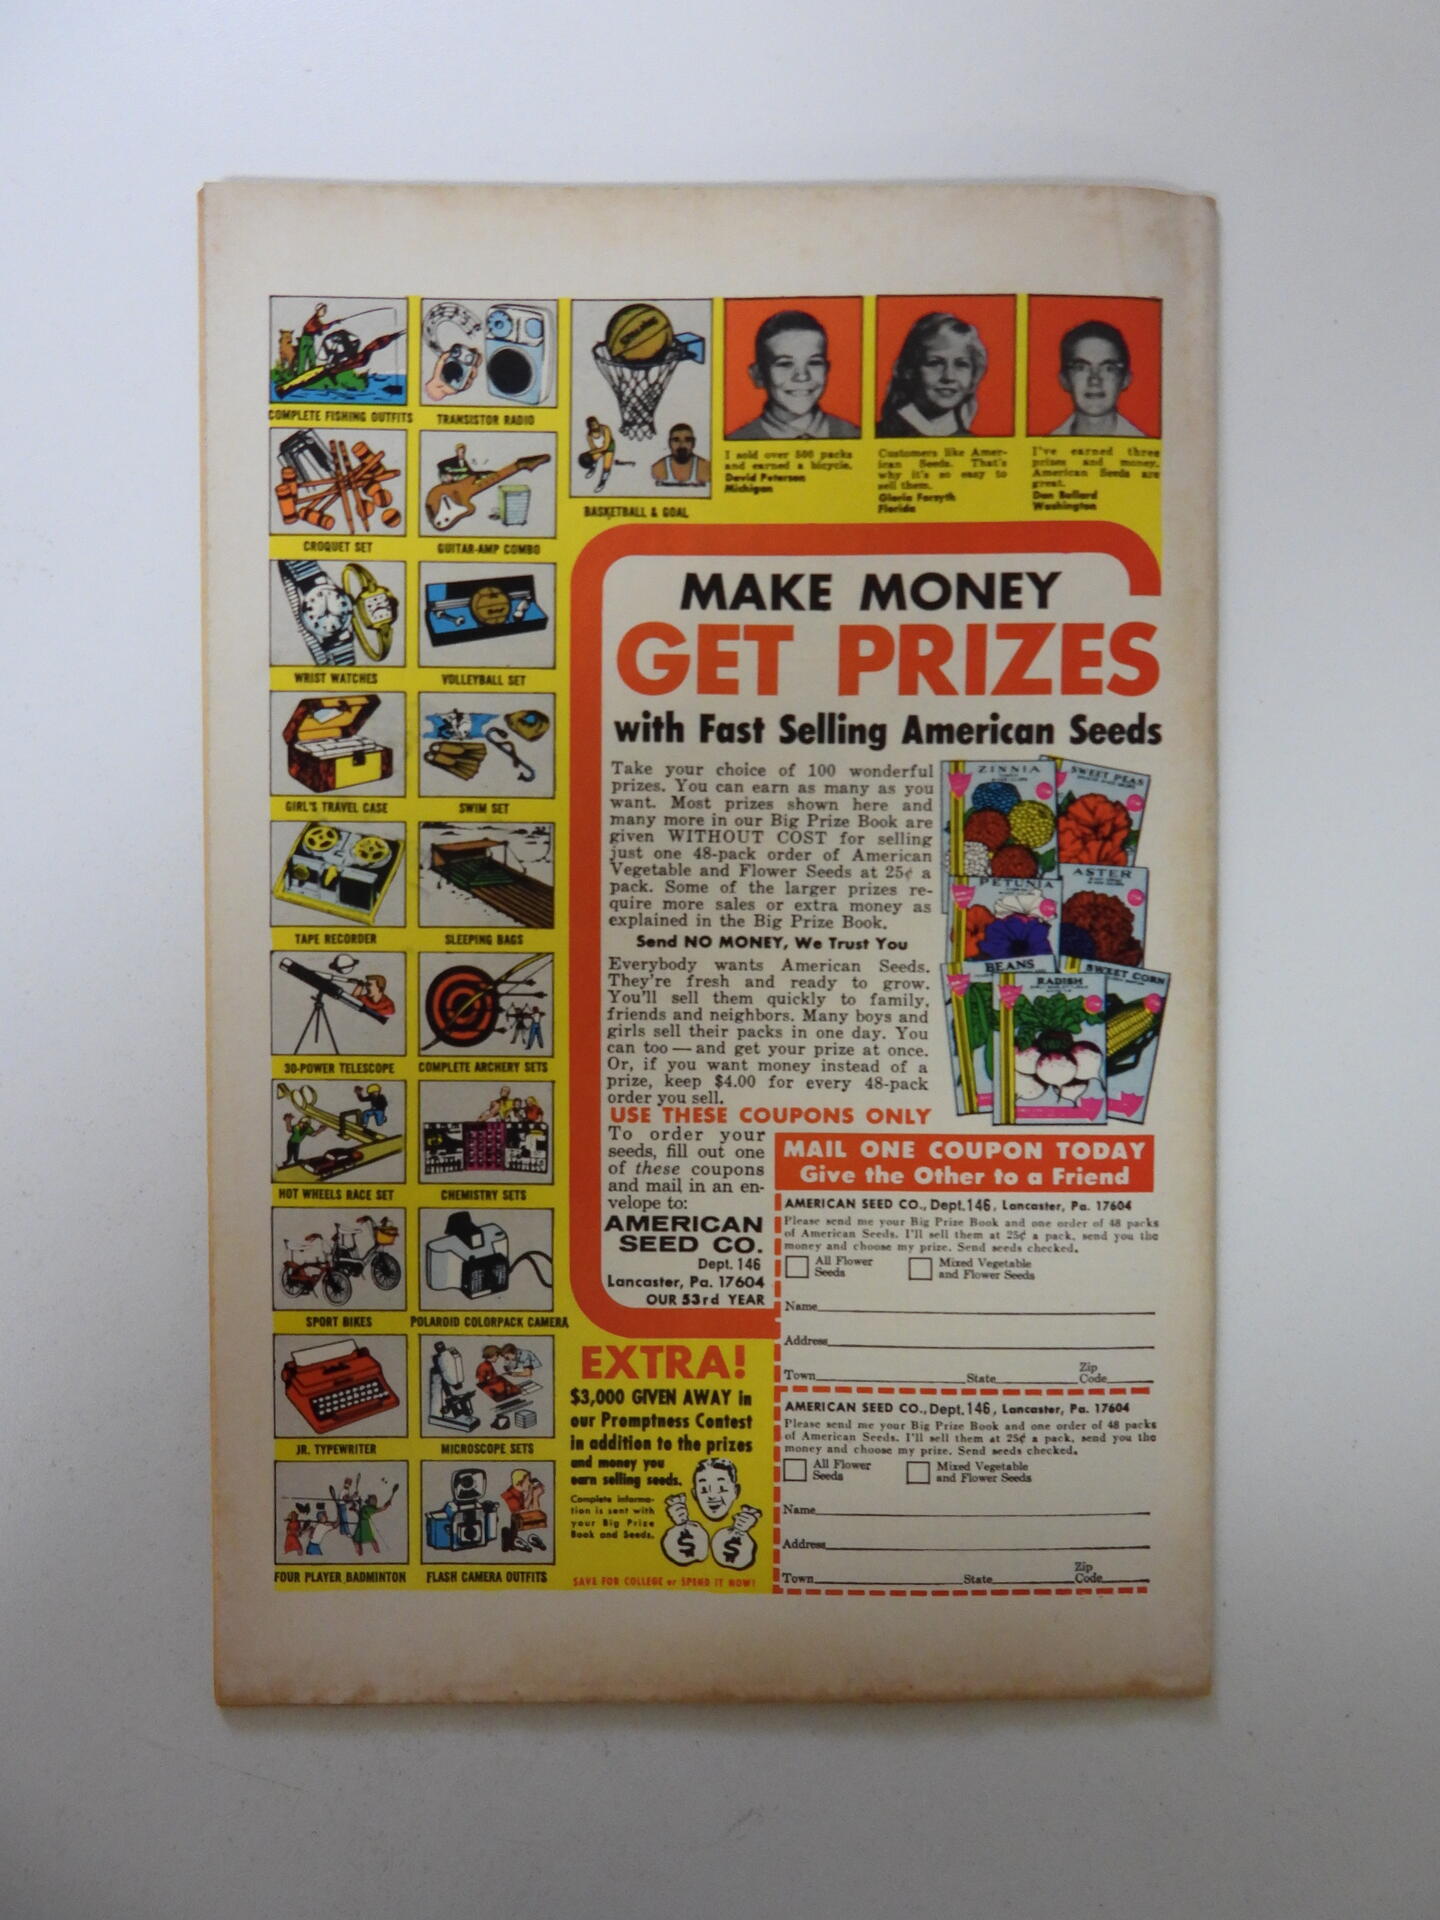 COMPLETE FISHING OUTFITS
TRANSISTOR RADIO
CROQUET SET
GUITAR-AMP COMBO
WRIST WATCHES
VOLLEYBALL SET
GIRL'S TRAVEL CASE
SWIM SET
TAPE RECORDER
SLEEPING BAGS
30-POWER TELESCOPE
COMPLETE ARCHERY SETS
HOT WHEELS RACE SET
CHEMISTRY SETS
SPORT BIKES
POLAROID COLORPACK CAMERA
JR. TYPEWRITER
MICROSCOPE SETS
FOUR PLAYER BADMINTON
FLASH CAMERA OUTFITS
BASKETBALL & GOAL
I sold over 500 packs
and earned a bicycle.
David Peterson
Michigan
Customers like Amer-
ican Seeds. That's
why it's so easy to
sell them.
Gloria Forsyth
Florida
I've earned three
prizes and money.
American Seeds are
great.
Dan Ballard
Washington
MAKE MONEY
GET PRIZES
with Fast Selling American Seeds
Take your choice of 100 wonderful
prizes. You can earn as many as you
want. Most prizes shown here and
many more in our Big Prize Book are
given WITHOUT COST for selling
just one 48-pack order of American
Vegetable and Flower Seeds at 25¢ a
pack. Some of the larger prizes re-
quire more sales or extra money as
explained in the Big Prize Book.
Send NO MONEY, We Trust You
Everybody wants American Seeds.
They're fresh and ready to grow.
You'll sell them quickly to family,
friends and neighbors. Many boys and
girls sell their packs in one day. You
can too — and get your prize at once.
Or, if you want money instead of a
prize, keep $4.00 for every 48-pack
order you sell.
ZINNIA
SWEET PEAS
PETUNIA
ASTER
BEANS
SWEET CORN
RADISH
USE THESE COUPONS ONLY
To order your
seeds, fill out one
of these coupons
and mail in an en-
velope to:
AMERICAN
SEED CO.
Dept. 146
Lancaster, Pa. 17604
OUR 53rd YEAR
MAIL ONE COUPON TODAY
Give the Other to a Friend
AMERICAN SEED CO., Dept. 146, Lancaster, Pa. 17604
Please send me your Big Prize Book and one order of 48 packs
of American Seeds. I'll sell them at 25¢ a pack, send you the
money and choose my prize. Send seeds checked.
All Flower
Seeds
Mixed Vegetable
and Flower Seeds
Name
Address
Town State Zip Code
AMERICAN SEED CO., Dept. 146, Lancaster, Pa. 17604
Please send me your Big Prize Book and one order of 48 packs
of American Seeds. I'll sell them at 25¢ a pack, send you the
money and choose my prize. Send seeds checked.
All Flower
Seeds
Mixed Vegetable
and Flower Seeds
Name
Address
Town State Zip Code
EXTRA!
$3,000 GIVEN AWAY in
our Promptness Contest
in addition to the prizes
and money you
earn selling seeds.
Complete informa-
tion is sent with
your Big Prize
Book and Seeds.
$ $
SAVE FOR COLLEGE or SPEND IT NOW!